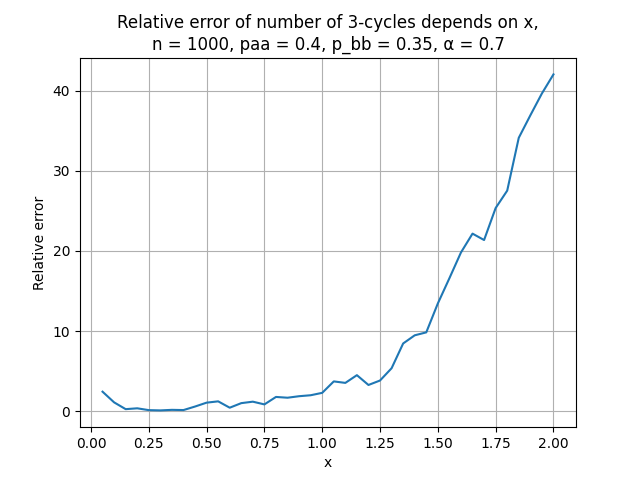 Relative error of number of 3-cycles depends on x,
n = 1000, paa = 0.4, p_bb = 0.35, α = 0.7
40
30
20
10
0
Relative error
0.00 0.25 0.50 0.75 1.00 1.25 1.50 1.75 2.00
x